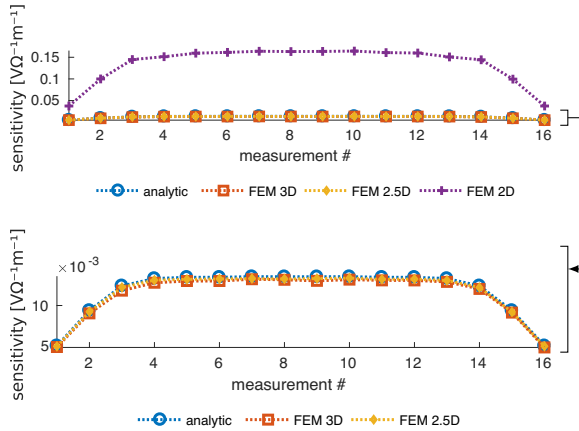 sensitivity [VΩ⁻¹m⁻¹]
0.15
0.1
0.05
2 4 6 8 10 12 14 16
measurement #
analytic FEM 3D FEM 2.5D FEM 2D
sensitivity [VΩ⁻¹m⁻¹]
× 10⁻³
10
5
2 4 6 8 10 12 14 16
measurement #
analytic FEM 3D FEM 2.5D